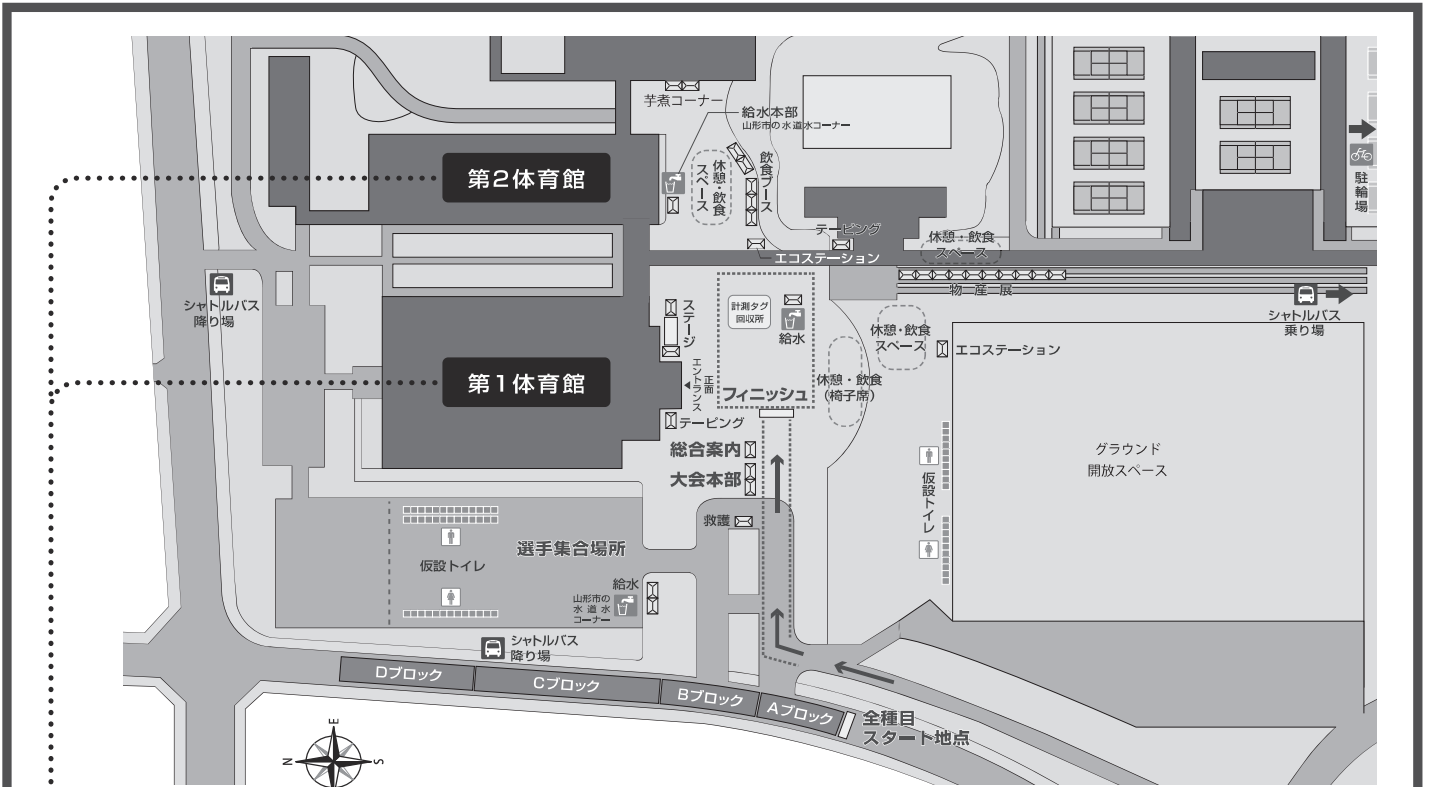 芋煮コーナー
給水本部
山形市の水道水コーナー
第2体育館
休憩・飲食
スペース
飲食ブース
駐輪場
テーピング
エコステーション
休憩・飲食
スペース
物産展
シャトルバス
降り場
シャトルバス
乗り場
ステージ
計測タグ
回収所
給水
休憩・飲食
スペース
エコステーション
第1体育館
正面
エントランス
フィニッシュ
休憩・飲食
(椅子席)
テーピング
総合案内
大会本部
グラウンド
開放スペース
仮設トイレ
救護
選手集合場所
仮設トイレ
給水
山形市の
水道水
コーナー
シャトルバス
降り場
Dブロック
Cブロック
Bブロック
Aブロック
全種目
スタート地点
E
N
S